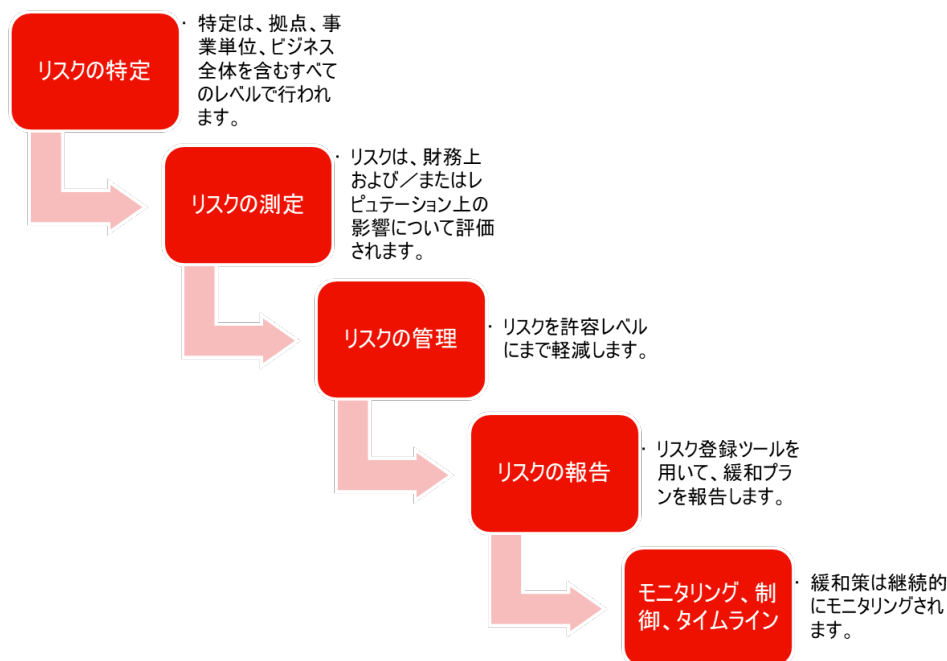 リスクの特定
・ 特定は、拠点、事
業単位、ビジネス
全体を含むすべて
のレベルで行われ
ます。
リスクの測定
・ リスクは、財務上
および／またはレ
ピュテーション上の
影響について評価
されます。
リスクの管理
・ リスクを許容レベル
にまで軽減します。
リスクの報告
・ リスク登録ツールを
用いて、緩和プラ
ンを報告します。
モニタリング、制
御、タイムライン
・ 緩和策は継続的
にモニタリングされ
ます。